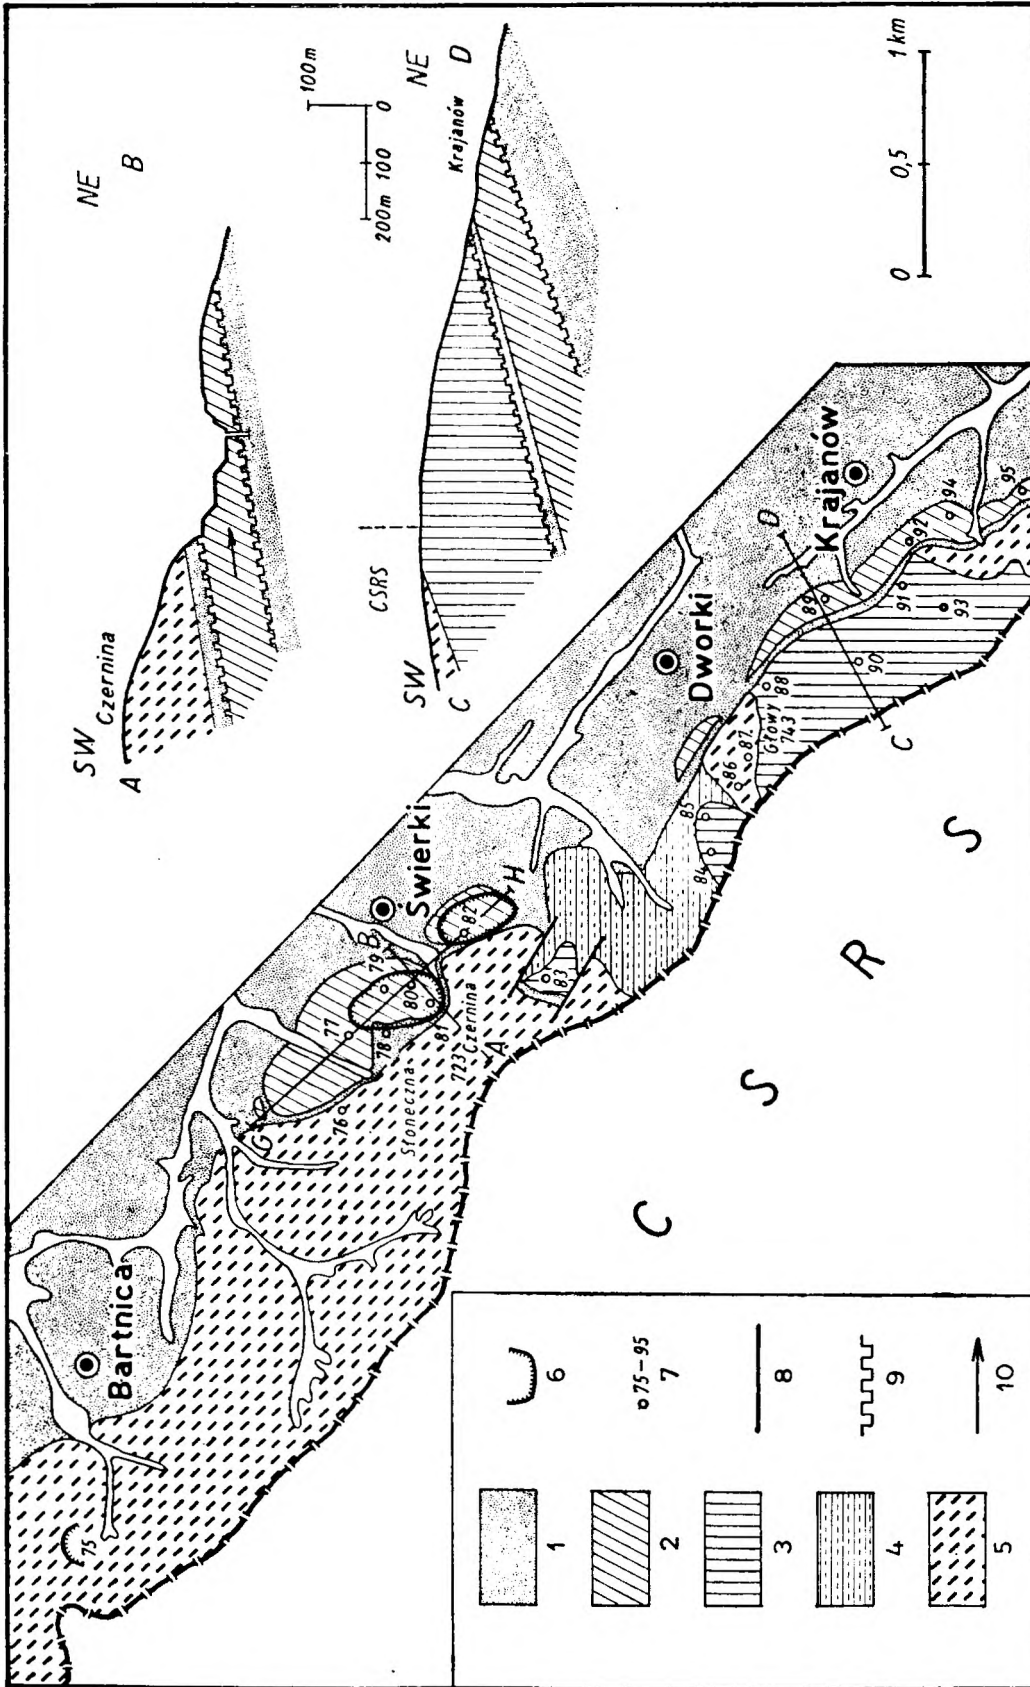 SW
NE
Czernina
A
B
100m
200m 100 0
SW
CSRS
NE
C
Krajanów
D
0 0,5 1 km
Bartnica
Świerki
Dworki
Krajanów
75
76
77
78
79
80
81
82
83
84
85
86
87
88
89
90
91
92
93
94
95
G
H
B
A
C
D
Słoneczna
723
Czernina
Głowy
743
C S R S
1
2
3
4
5
6
75-95
7
8
9
10